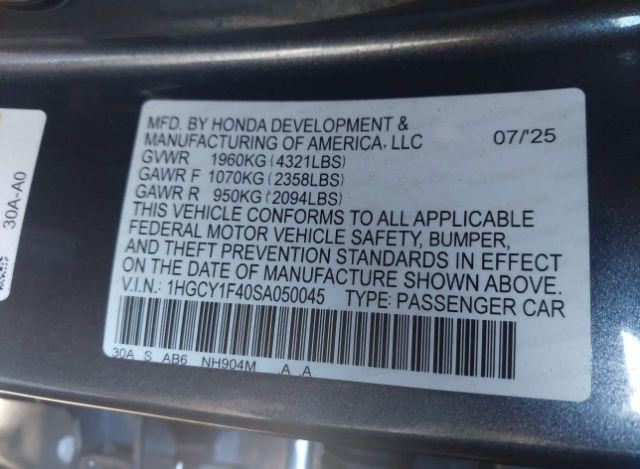 MFD. BY HONDA DEVELOPMENT &
MANUFACTURING OF AMERICA, LLC 07/'25
GVWR 1960KG(4321LBS)
GAWR F 1070KG(2358LBS)
GAWR R 950KG(2094LBS)
THIS VEHICLE CONFORMS TO ALL APPLICABLE
FEDERAL MOTOR VEHICLE SAFETY, BUMPER,
AND THEFT PREVENTION STANDARDS IN EFFECT
ON THE DATE OF MANUFACTURE SHOWN ABOVE.
V.I.N.: 1HGCY1F40SA050045 TYPE: PASSENGER CAR
30A S AB6 NH904M A A
30A-A0